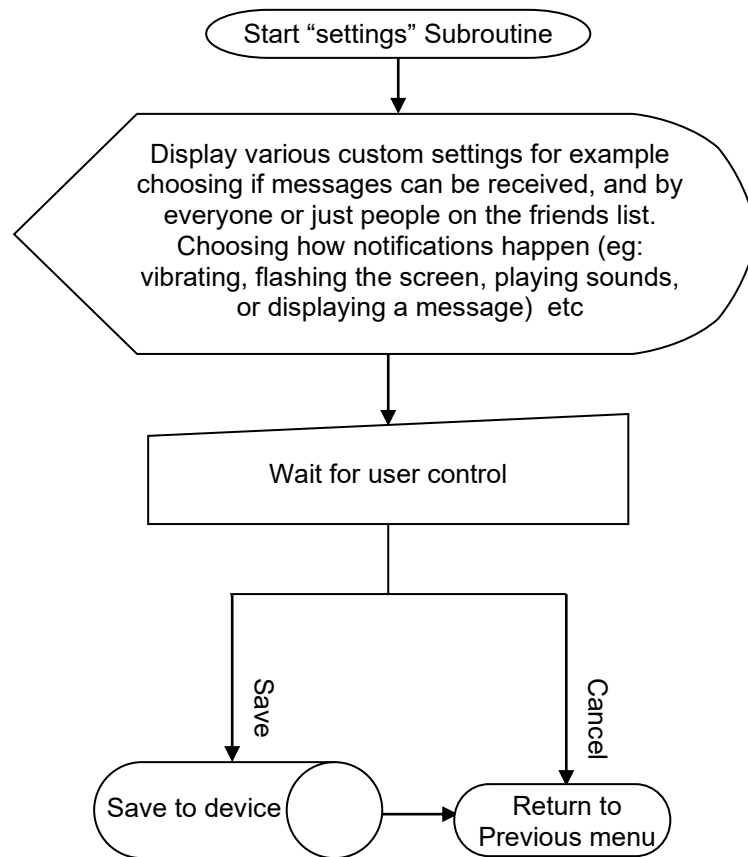 Start “settings” Subroutine
Display various custom settings for example
choosing if messages can be received, and by
everyone or just people on the friends list.
Choosing how notifications happen (eg:
vibrating, flashing the screen, playing sounds,
or displaying a message)  etc
Wait for user control
Save
Cancel
Save to device
Return to
Previous menu